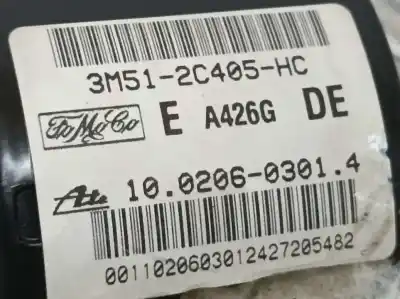 3M51-2C405-HC
FoMoCo E A426G DE
Ate 10.0206-0301.4
0011020603012427205482